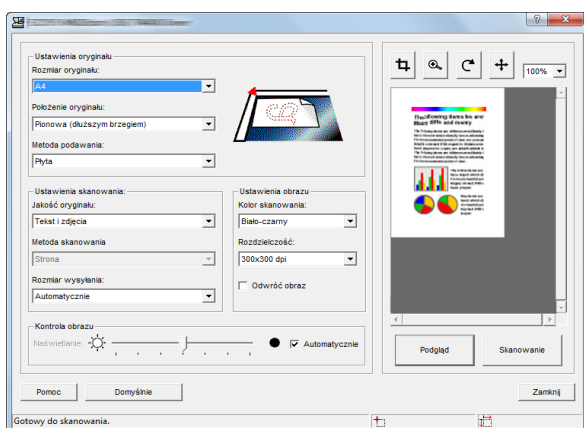 Ustawienia oryginału
Rozmiar oryginału:
A4
Położenie oryginału:
Pionowa (dłuższym brzegiem)
Metoda podawania:
Płyta
100%
Ustawienia skanowania:
Jakość oryginału:
Tekst i zdjęcia
Metoda skanowania
Strona
Rozmiar wysyłania:
Automatycznie
Ustawienia obrazu
Kolor skanowania:
Biało-czarny
Rozdzielczość:
300x300 dpi
Odwróć obraz
Kontrola obrazu
Naświetlanie:
Automatycznie
Podgląd
Skanowanie
Pomoc
Domyślnie
Zamknij
Gotowy do skanowania.